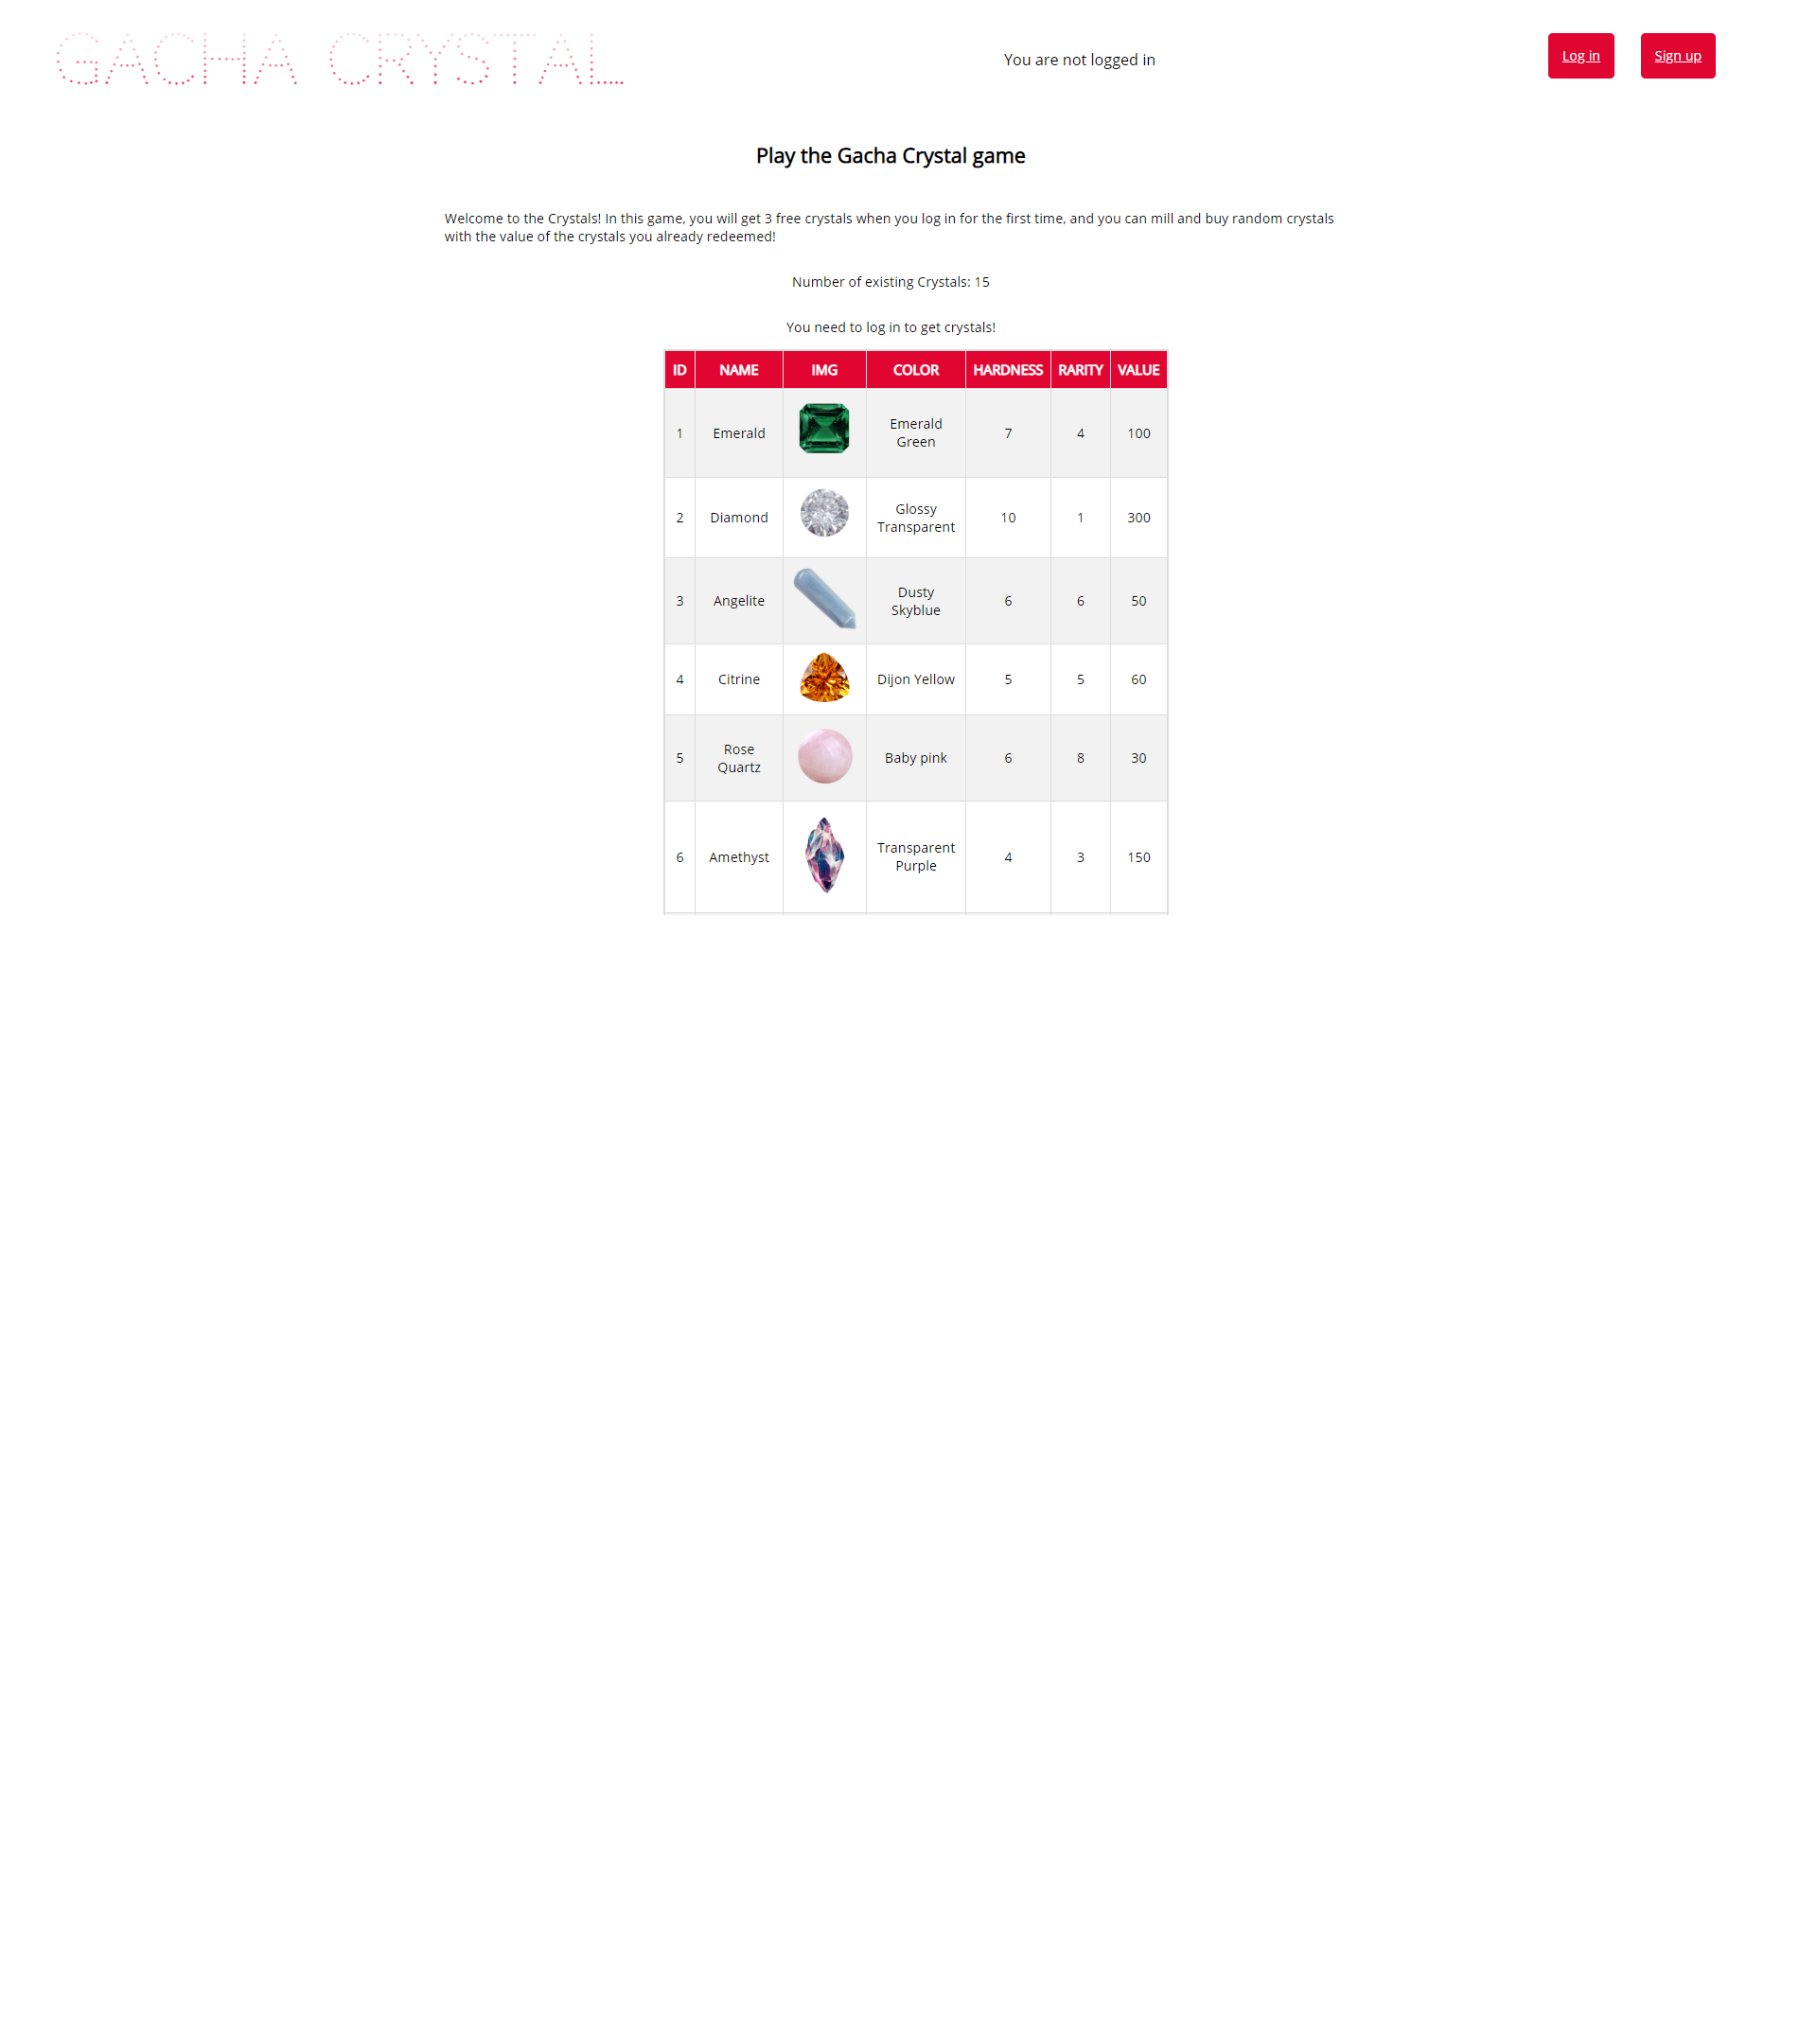 GACHA CRYSTAL
You are not logged in
Log in
Sign up
Play the Gacha Crystal game
Welcome to the Crystals! In this game, you will get 3 free crystals when you log in for the first time, and you can mill and buy random crystals
with the value of the crystals you already redeemed!
Number of existing Crystals: 15
You need to log in to get crystals!
ID NAME IMG COLOR HARDNESS RARITY VALUE
1 Emerald Emerald Green 7 4 100
2 Diamond Glossy Transparent 10 1 300
3 Angelite Dusty Skyblue 6 6 50
4 Citrine Dijon Yellow 5 5 60
5 Rose Quartz Baby pink 6 8 30
6 Amethyst Transparent Purple 4 3 150